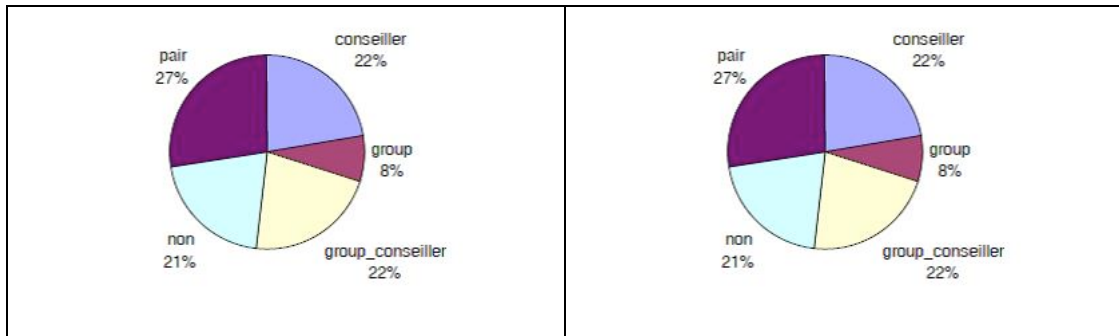 conseiller
22%
pair
27%
group
8%
non
21%
group_conseiller
22%
conseiller
22%
pair
27%
group
8%
non
21%
group_conseiller
22%